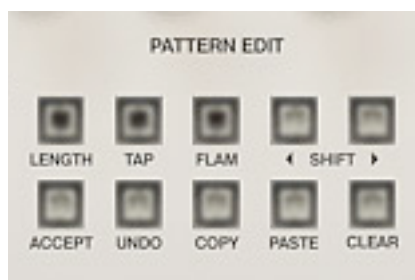 PATTERN EDIT
LENGTH TAP FLAM ◀ SHIFT ▶
ACCEPT UNDO COPY PASTE CLEAR